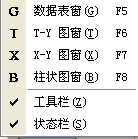 G 数据表窗(G) F5
T T-Y 图窗(T) F6
X X-Y 图窗(X) F7
B 柱状图窗(B) F8
✓ 工具栏(Z)
✓ 状态栏(S)